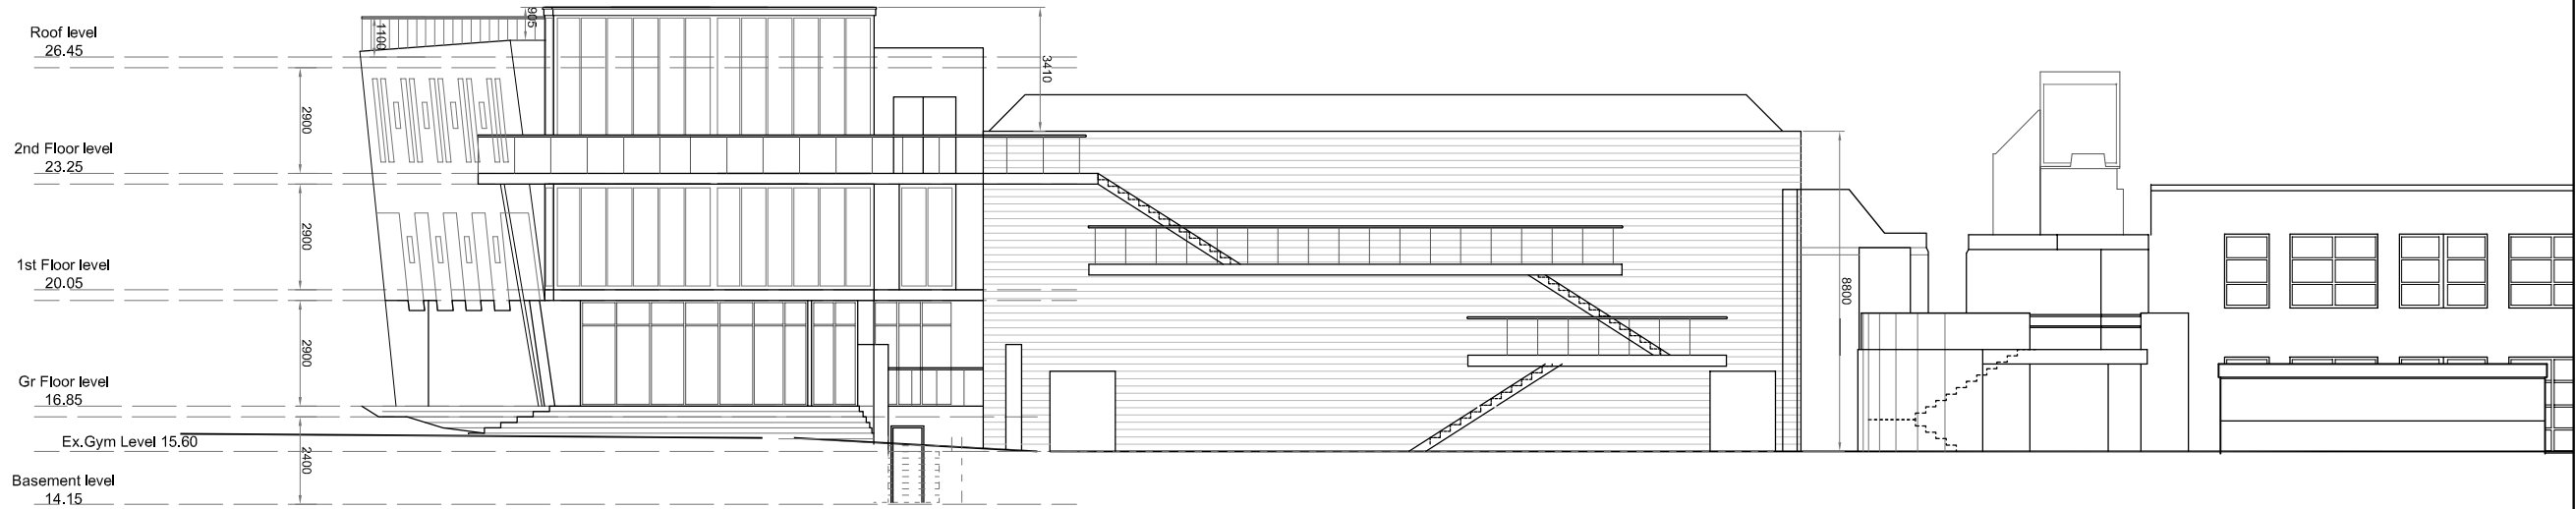 Roof level
26.45
2nd Floor level
23.25
1st Floor level
20.05
Gr Floor level
16.85
Ex.Gym Level 15.60
Basement level
14.15
2900
2900
2900
2400
1100
905
3410
8800